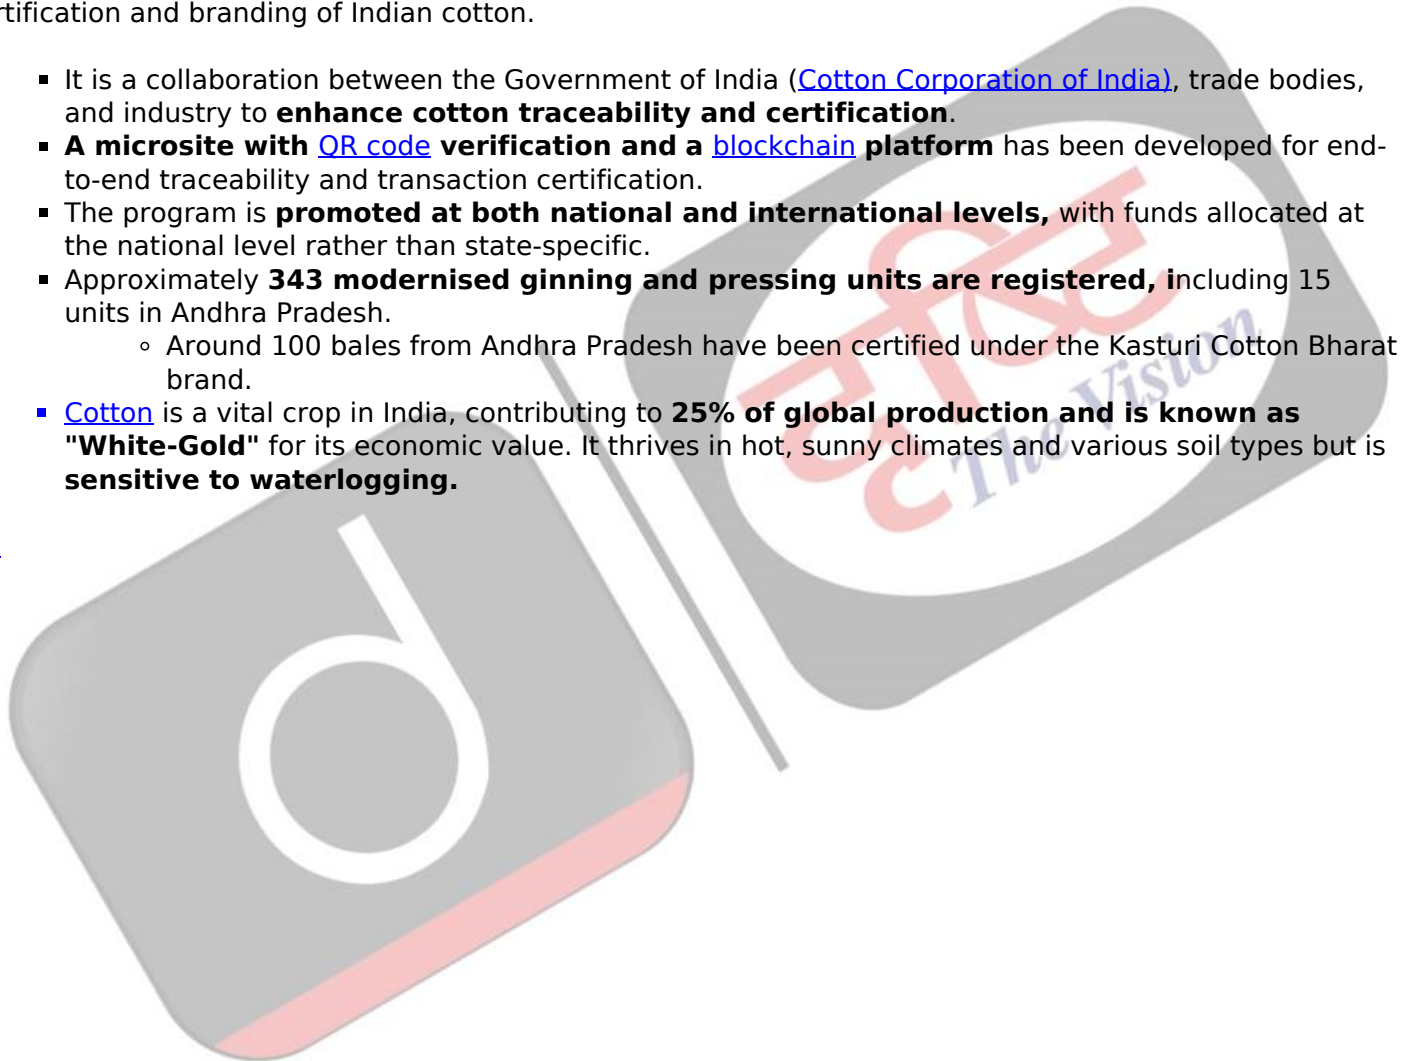 rtification and branding of Indian cotton.
▪ It is a collaboration between the Government of India (Cotton Corporation of India), trade bodies,
and industry to enhance cotton traceability and certification.
▪ A microsite with QR code verification and a blockchain platform has been developed for end-
to-end traceability and transaction certification.
▪ The program is promoted at both national and international levels, with funds allocated at
the national level rather than state-specific.
▪ Approximately 343 modernised ginning and pressing units are registered, including 15
units in Andhra Pradesh.
◦ Around 100 bales from Andhra Pradesh have been certified under the Kasturi Cotton Bharat
brand.
▪ Cotton is a vital crop in India, contributing to 25% of global production and is known as
"White-Gold" for its economic value. It thrives in hot, sunny climates and various soil types but is
sensitive to waterlogging.
दृष्टि
The Vision
d